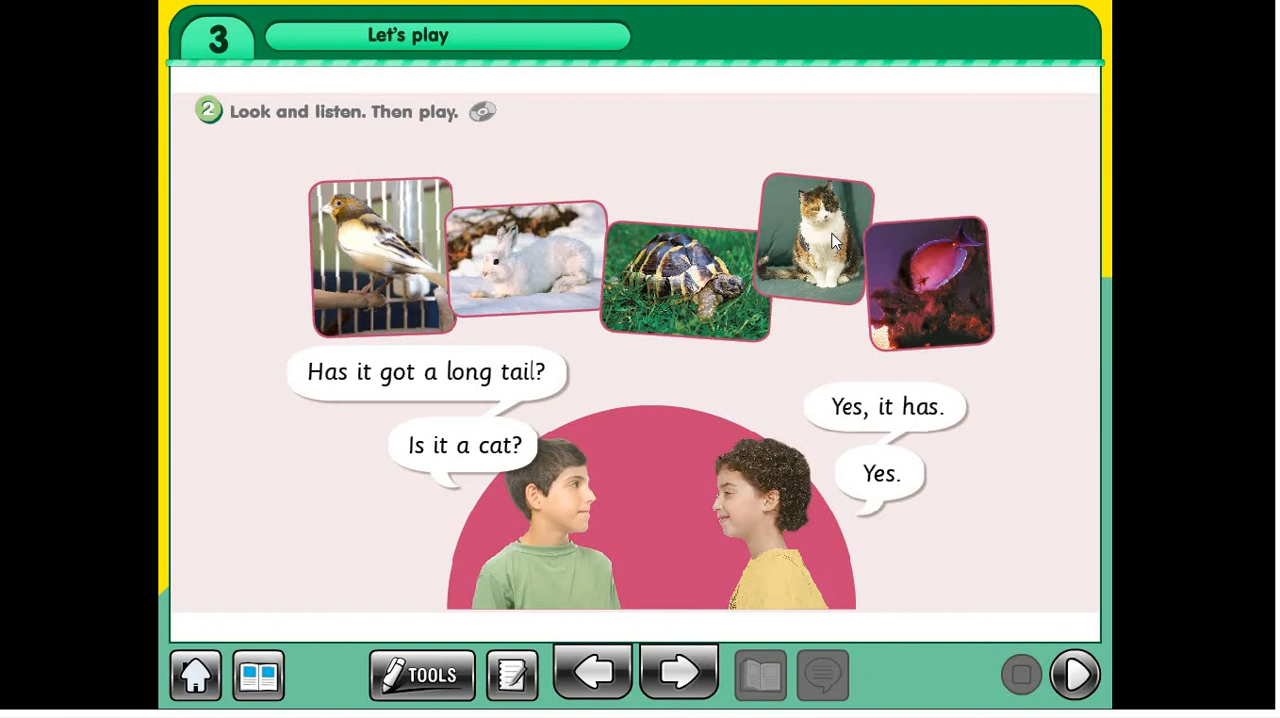 3
Let's play
2 Look and listen. Then play.
Has it got a long tail?
Yes, it has.
Is it a cat?
Yes.
TOOLS